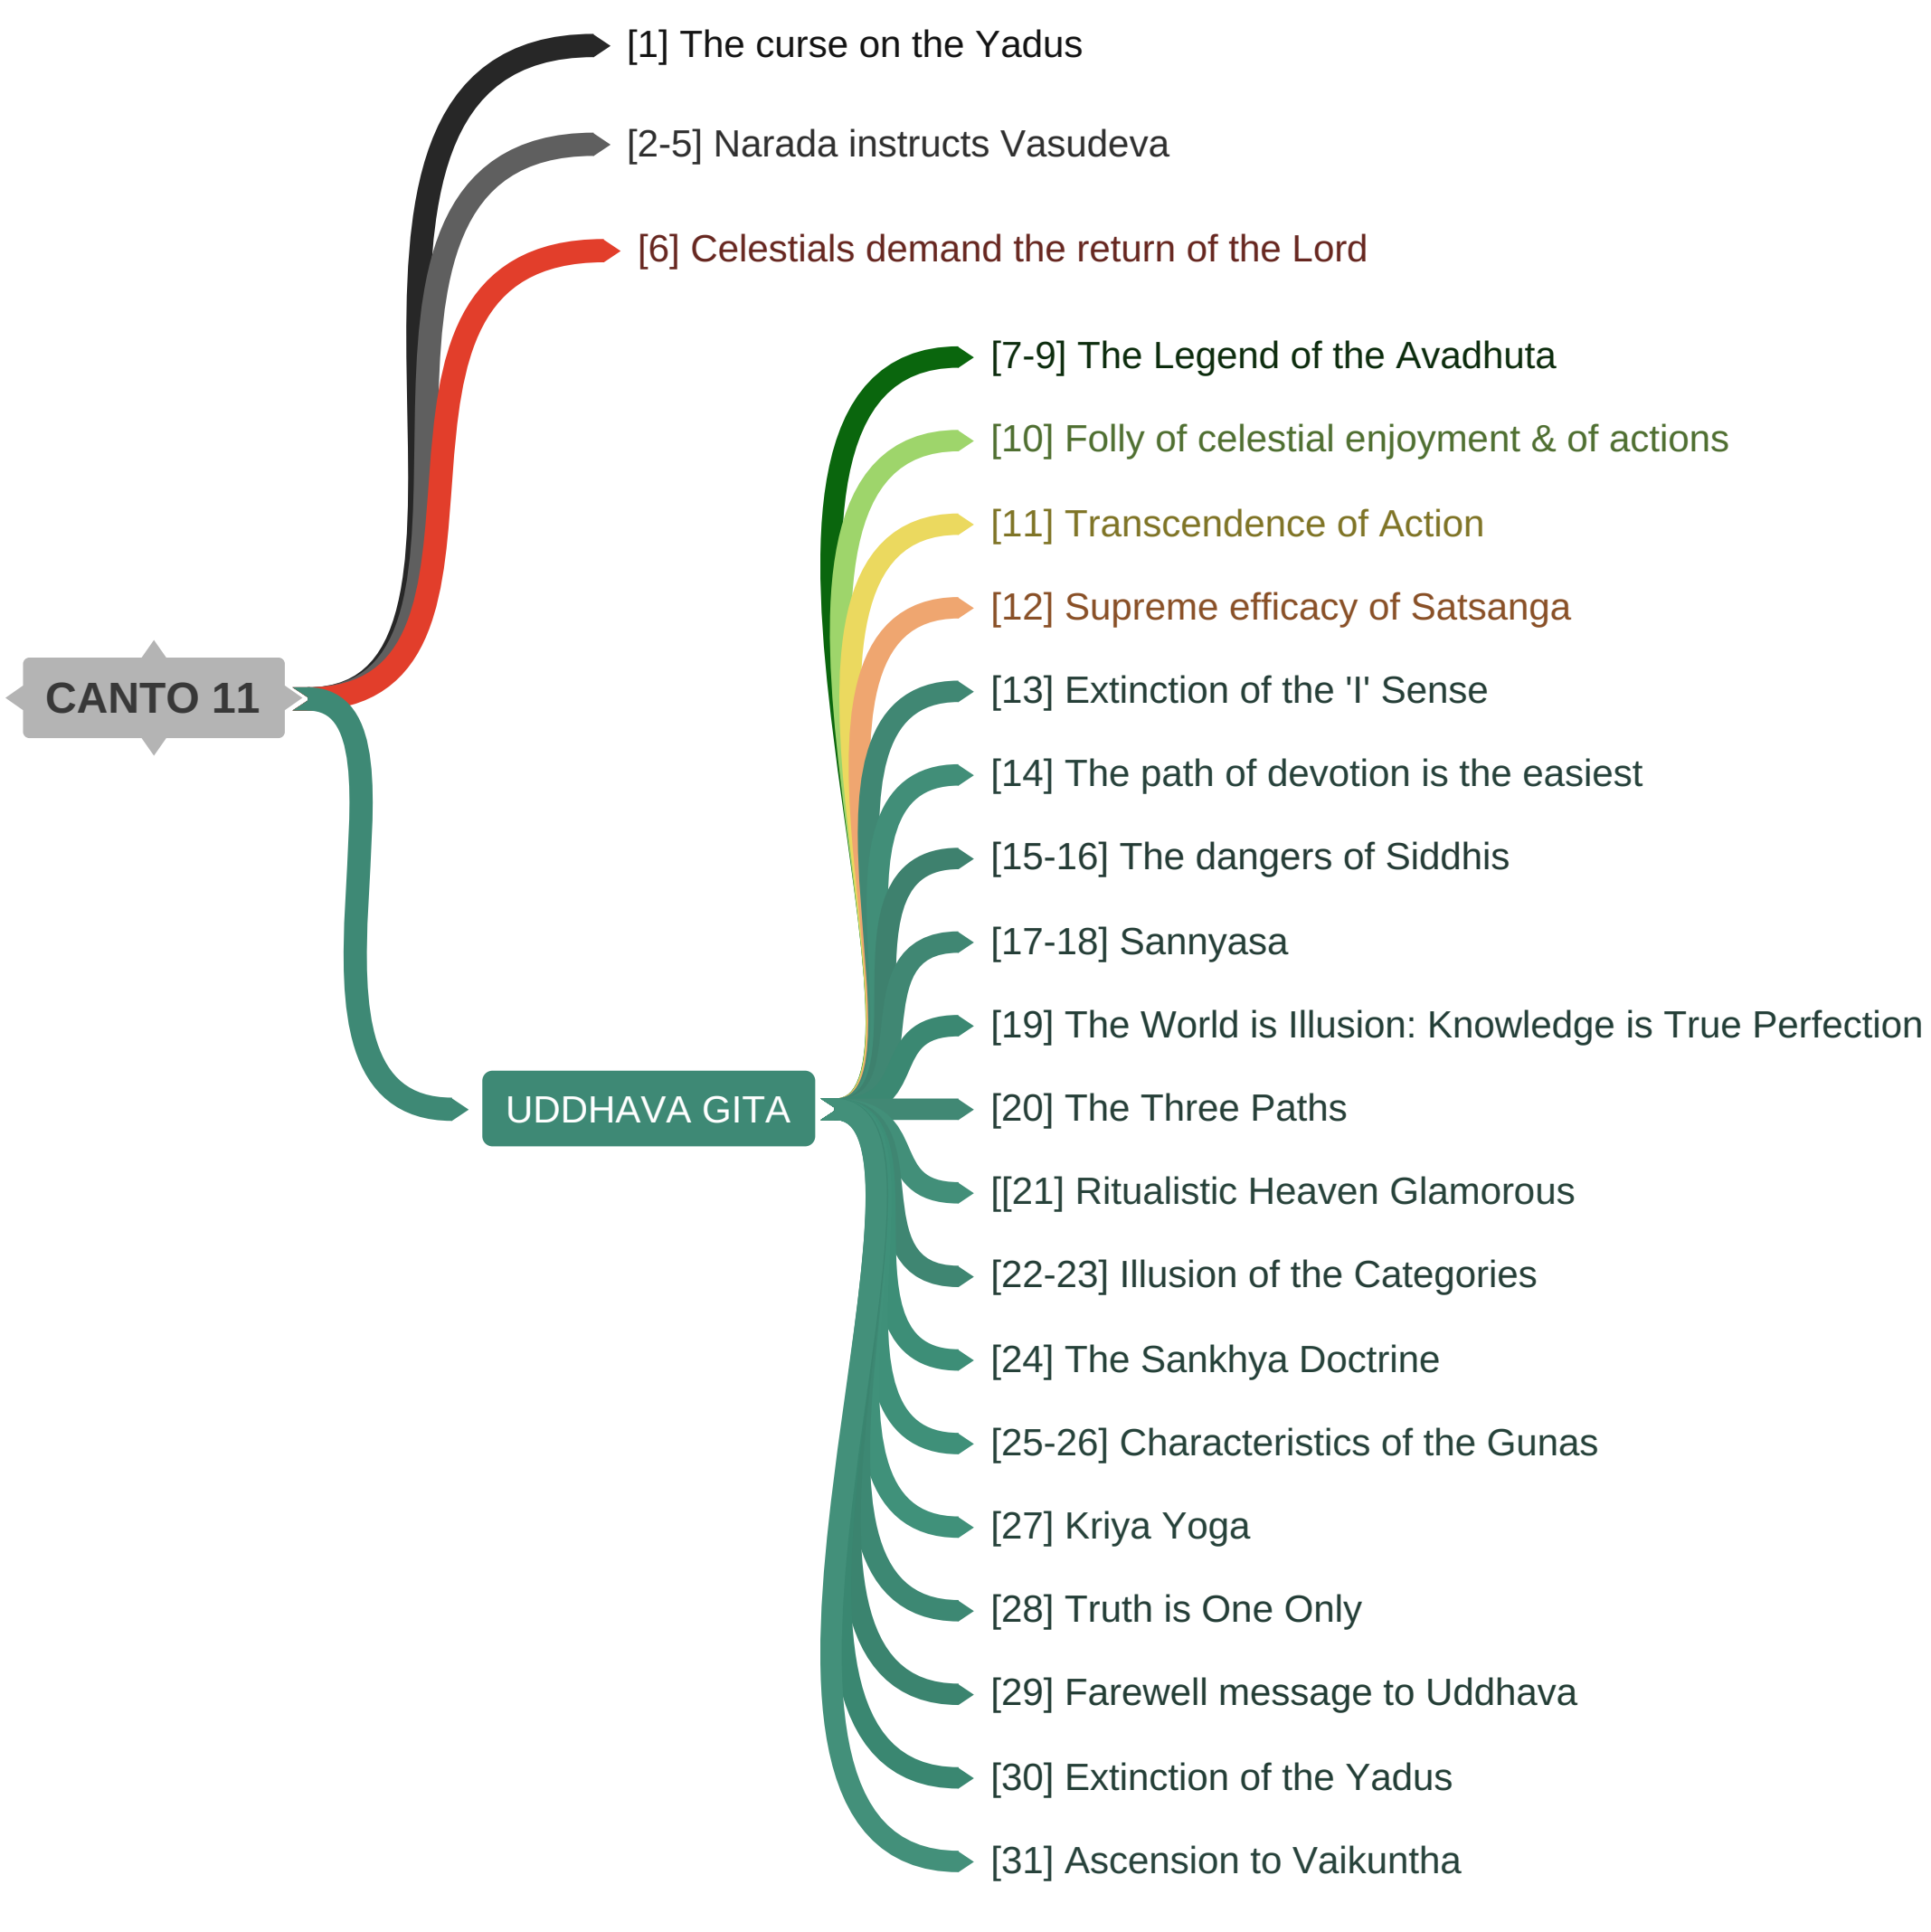 [1] The curse on the Yadus
[2-5] Narada instructs Vasudeva
[6] Celestials demand the return of the Lord
CANTO 11
UDDHAVA GITA
[7-9] The Legend of the Avadhuta
[10] Folly of celestial enjoyment & of actions
[11] Transcendence of Action
[12] Supreme efficacy of Satsanga
[13] Extinction of the 'I' Sense
[14] The path of devotion is the easiest
[15-16] The dangers of Siddhis
[17-18] Sannyasa
[19] The World is Illusion: Knowledge is True Perfection
[20] The Three Paths
[[21] Ritualistic Heaven Glamorous
[22-23] Illusion of the Categories
[24] The Sankhya Doctrine
[25-26] Characteristics of the Gunas
[27] Kriya Yoga
[28] Truth is One Only
[29] Farewell message to Uddhava
[30] Extinction of the Yadus
[31] Ascension to Vaikuntha